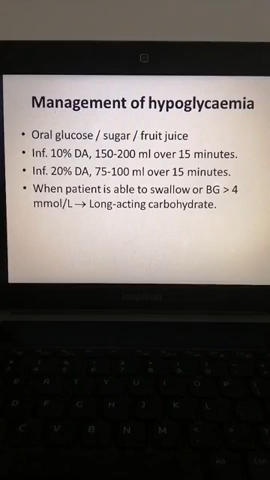 Management of hypoglycaemia
• Oral glucose / sugar / fruit juice
• Inf. 10% DA, 150-200 ml over 15 minutes.
• Inf. 20% DA, 75-100 ml over 15 minutes.
• When patient is able to swallow or BG > 4
mmol/L → Long-acting carbohydrate.
E R T Y U I O P
D F G H J K L
C V B N M